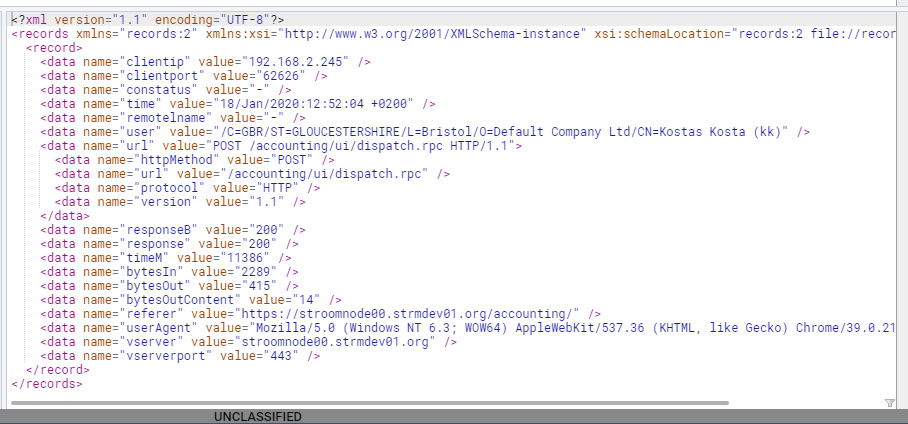 <?xml version="1.1" encoding="UTF-8"?>
<records xmlns="records:2" xmlns:xsi="http://www.w3.org/2001/XMLSchema-instance" xsi:schemaLocation="records:2 file://recor
<record>
<data name="clientip" value="192.168.2.245" />
<data name="clientport" value="62626" />
<data name="constatus" value="-" />
<data name="time" value="18/Jan/2020:12:52:04 +0200" />
<data name="remotelname" value="-" />
<data name="user" value="/C=GBR/ST=GLOUCESTERSHIRE/L=Bristol/O=Default Company Ltd/CN=Kostas Kosta (kk)" />
<data name="url" value="POST /accounting/ui/dispatch.rpc HTTP/1.1">
<data name="httpMethod" value="POST" />
<data name="url" value="/accounting/ui/dispatch.rpc" />
<data name="protocol" value="HTTP" />
<data name="version" value="1.1" />
</data>
<data name="responseB" value="200" />
<data name="response" value="200" />
<data name="timeM" value="11386" />
<data name="bytesIn" value="2289" />
<data name="bytesOut" value="415" />
<data name="bytesOutContent" value="14" />
<data name="referer" value="https://stroomnode00.strmdev01.org/accounting/" />
<data name="userAgent" value="Mozilla/5.0 (Windows NT 6.3; WOW64) AppleWebKit/537.36 (KHTML, like Gecko) Chrome/39.0.21
<data name="vserver" value="stroomnode00.strmdev01.org" />
<data name="vserverport" value="443" />
</record>
</records>
UNCLASSIFIED